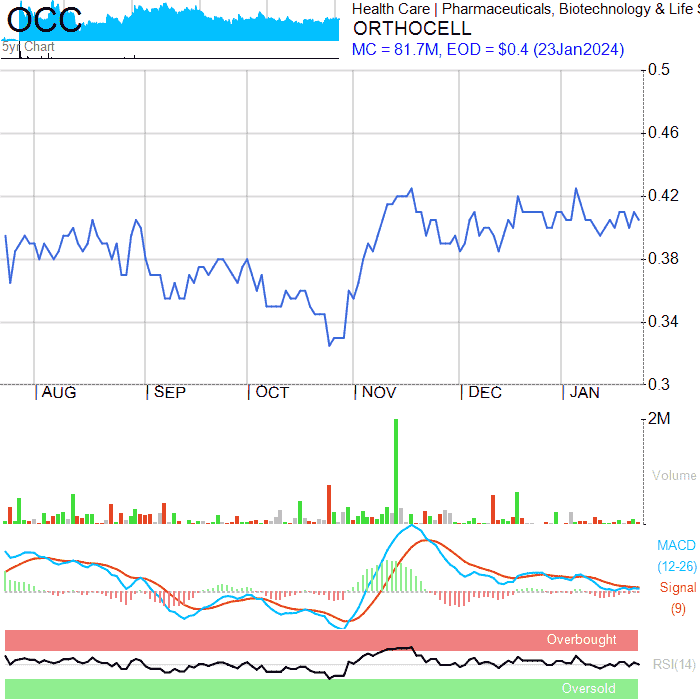 OCC
Health Care | Pharmaceuticals, Biotechnology & Life S
ORTHOCELL
MC = 81.7M, EOD = $0.4 (23Jan2024)
5yr Chart
0.5
0.46
0.42
0.38
0.34
0.3
AUG SEP OCT NOV DEC JAN
2M
Volume
MACD
(12-26)
Signal
(9)
Overbought
RSI(14)
Oversold